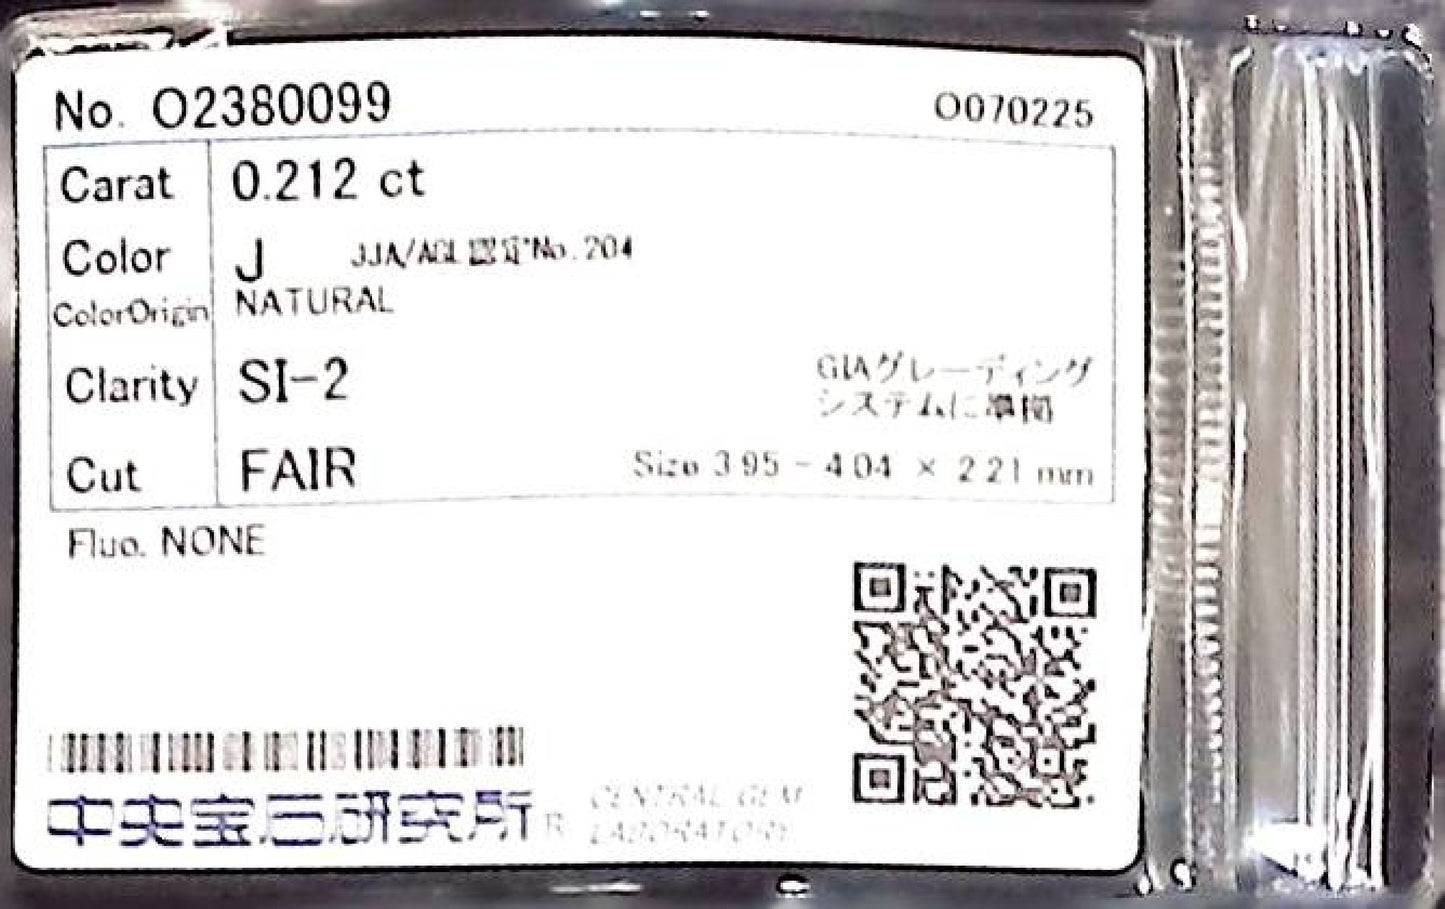 No. O2380099 O070225
Carat 0.212 ct
Color J JJA/AGL認定No.204
ColorOrigin NATURAL
Clarity SI-2 GIAグレーディング
システムに準拠
Cut FAIR Size 3.95 - 4.04 × 2.21 mm
Fluo. NONE
中央宝石研究所 R CENTRAL GEM
LABORATORY